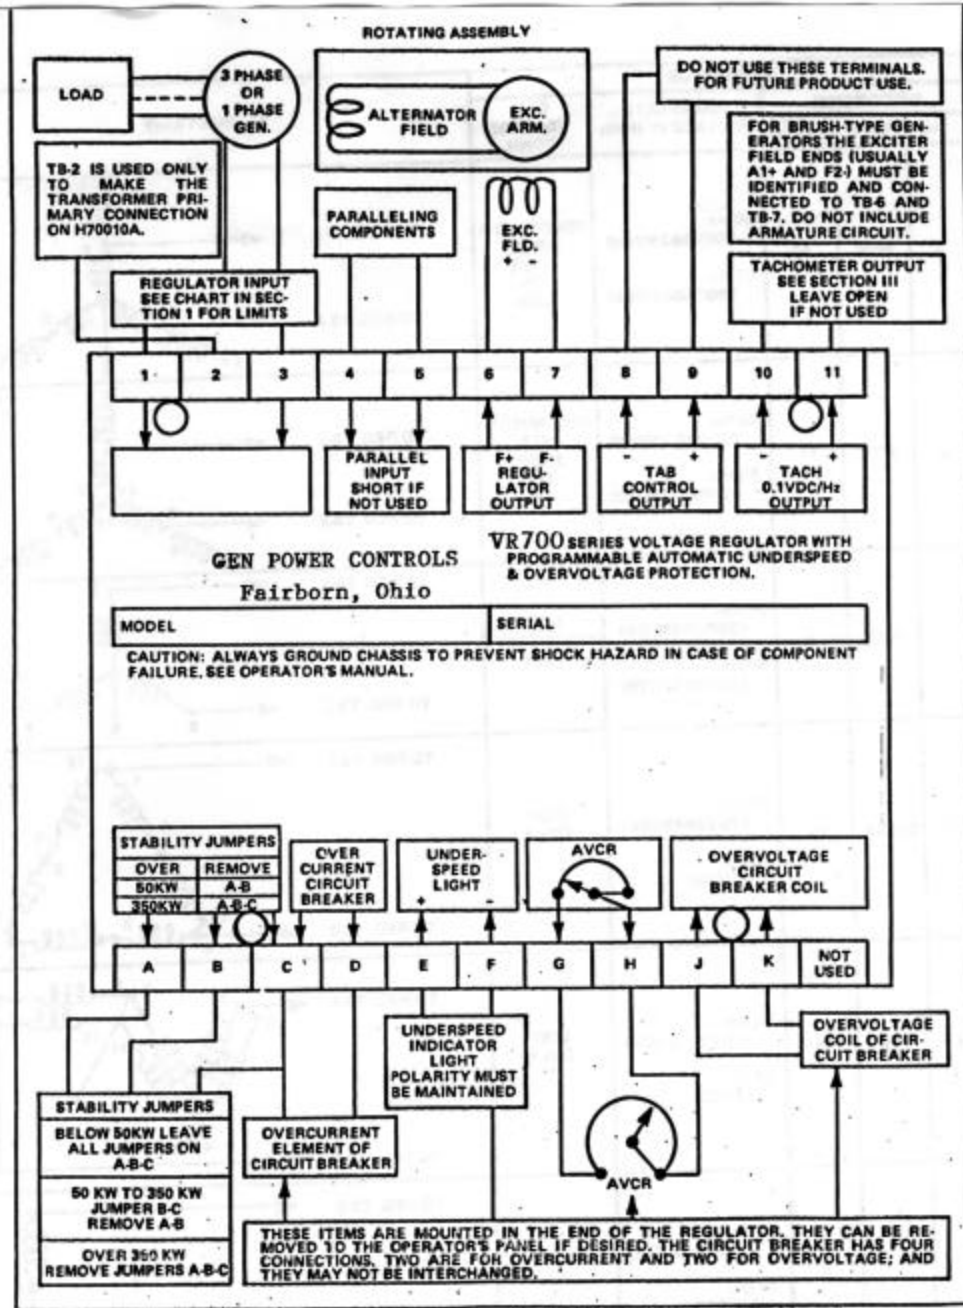 ROTATING ASSEMBLY
LOAD
3 PHASE
OR
1 PHASE
GEN.
ALTERNATOR
FIELD
EXC.
ARM.
DO NOT USE THESE TERMINALS.
FOR FUTURE PRODUCT USE.
TB-2 IS USED ONLY
TO MAKE THE
TRANSFORMER PRI-
MARY CONNECTION
ON H70010A.
PARALLELING
COMPONENTS
EXC.
FLD.
+ -
FOR BRUSH-TYPE GEN-
ERATORS THE EXCITER
FIELD ENDS (USUALLY
A1+ AND F2-) MUST BE
IDENTIFIED AND CON-
NECTED TO TB-6 AND
TB-7. DO NOT INCLUDE
ARMATURE CIRCUIT.
REGULATOR INPUT
SEE CHART IN SEC-
TION 1 FOR LIMITS
TACHOMETER OUTPUT
SEE SECTION III
LEAVE OPEN
IF NOT USED
1 2 3 4 5 6 7 8 9 10 11
PARALLEL
INPUT
SHORT IF
NOT USED
F+ F-
REGU-
LATOR
OUTPUT
- +
TAB
CONTROL
OUTPUT
- +
TACH
0.1VDC/Hz
OUTPUT
GEN POWER CONTROLS
Fairborn, Ohio
VR700 SERIES VOLTAGE REGULATOR WITH
PROGRAMMABLE AUTOMATIC UNDERSPEED
& OVERVOLTAGE PROTECTION.
MODEL SERIAL
CAUTION: ALWAYS GROUND CHASSIS TO PREVENT SHOCK HAZARD IN CASE OF COMPONENT
FAILURE. SEE OPERATOR'S MANUAL.
STABILITY JUMPERS
OVER REMOVE
50KW A-B
350KW A-B-C
OVER
CURRENT
CIRCUIT
BREAKER
UNDER-
SPEED
LIGHT
+ -
AVCR
OVERVOLTAGE
CIRCUIT
BREAKER COIL
A B C D E F G H J K NOT
USED
UNDERSPEED
INDICATOR
LIGHT
POLARITY MUST
BE MAINTAINED
OVERVOLTAGE
COIL OF CIR-
CUIT BREAKER
STABILITY JUMPERS
BELOW 50KW LEAVE
ALL JUMPERS ON
A-B-C
50 KW TO 350 KW
JUMPER B-C
REMOVE A-B
OVER 350 KW
REMOVE JUMPERS A-B-C
OVERCURRENT
ELEMENT OF
CIRCUIT BREAKER
AVCR
THESE ITEMS ARE MOUNTED IN THE END OF THE REGULATOR. THEY CAN BE RE-
MOVED TO THE OPERATOR'S PANEL IF DESIRED. THE CIRCUIT BREAKER HAS FOUR
CONNECTIONS. TWO ARE FOR OVERCURRENT AND TWO FOR OVERVOLTAGE; AND
THEY MAY NOT BE INTERCHANGED.